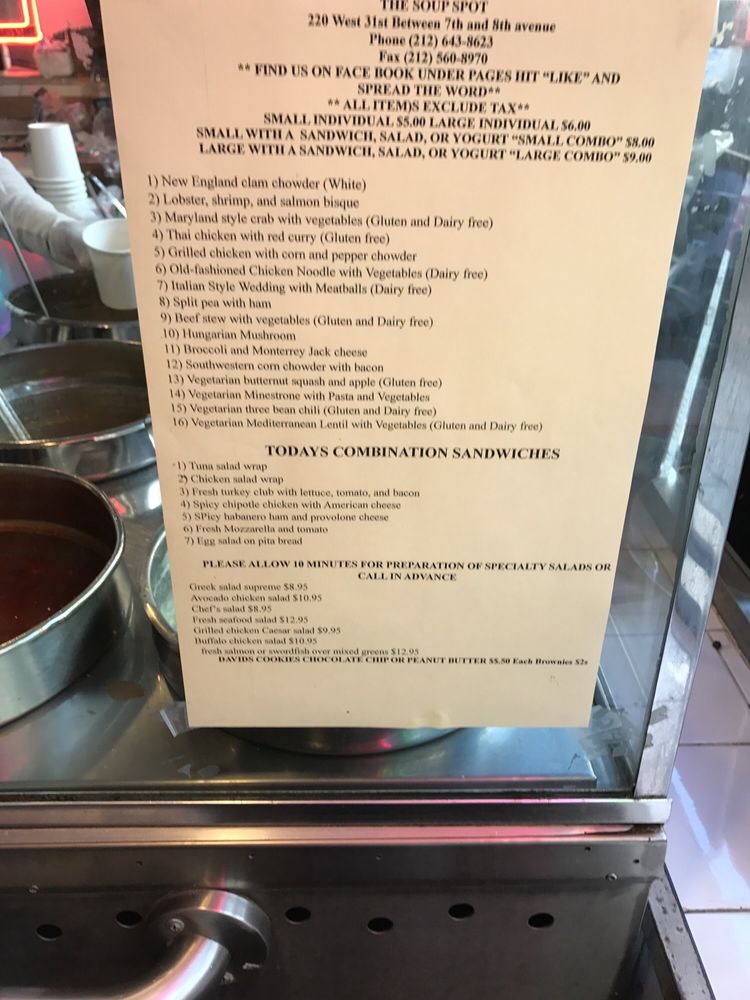 THE SOUP SPOT
220 West 31st Between 7th and 8th avenue
Phone (212) 643-8623
Fax (212) 560-8970
** FIND US ON FACE BOOK UNDER PAGES HIT “LIKE” AND
SPREAD THE WORD**
** ALL ITEM)S EXCLUDE TAX**
SMALL INDIVIDUAL $5.00 LARGE INDIVIDUAL $6.00
SMALL WITH A SANDWICH, SALAD, OR YOGURT “SMALL COMBO” $8.00
LARGE WITH A SANDWICH, SALAD, OR YOGURT “LARGE COMBO” $9.00
1) New England clam chowder (White)
2) Lobster, shrimp, and salmon bisque
3) Maryland style crab with vegetables (Gluten and Dairy free)
4) Thai chicken with red curry (Gluten free)
5) Grilled chicken with corn and pepper chowder
6) Old-fashioned Chicken Noodle with Vegetables (Dairy free)
7) Italian Style Wedding with Meatballs (Dairy free)
8) Split pea with ham
9) Beef stew with vegetables (Gluten and Dairy free)
10) Hungarian Mushroom
11) Broccoli and Monterrey Jack cheese
12) Southwestern corn chowder with bacon
13) Vegetarian butternut squash and apple (Gluten free)
14) Vegetarian Minestrone with Pasta and Vegetables
15) Vegetarian three bean chili (Gluten and Dairy free)
16) Vegetarian Mediterranean Lentil with Vegetables (Gluten and Dairy free)
TODAYS COMBINATION SANDWICHES
1) Tuna salad wrap
2) Chicken salad wrap
3) Fresh turkey club with lettuce, tomato, and bacon
4) Spicy chipotle chicken with American cheese
5) SPicy habanero ham and provolone cheese
6) Fresh Mozzarella and tomato
7) Egg salad on pita bread
PLEASE ALLOW 10 MINUTES FOR PREPARATION OF SPECIALTY SALADS OR
CALL IN ADVANCE
Greek salad supreme $8.95
Avocado chicken salad $10.95
Chef's salad $8.95
Fresh seafood salad $12.95
Grilled chicken Caesar salad $9.95
Buffalo chicken salad $10.95
fresh salmon or swordfish over mixed greens $12.95
DAVIDS COOKIES CHOCOLATE CHIP OR PEANUT BUTTER $$.50 Each Brownies $2s